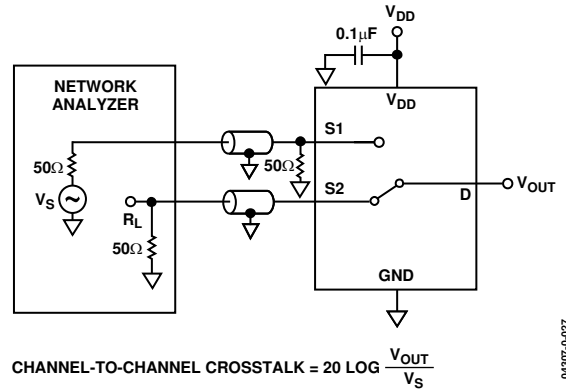 VDD
0.1µF
NETWORK
ANALYZER
VDD
S1
50Ω
50Ω
VS
RL
S2
D
VOUT
50Ω
GND
CHANNEL-TO-CHANNEL CROSSTALK = 20 LOG VOUT
VS
04307-0-027